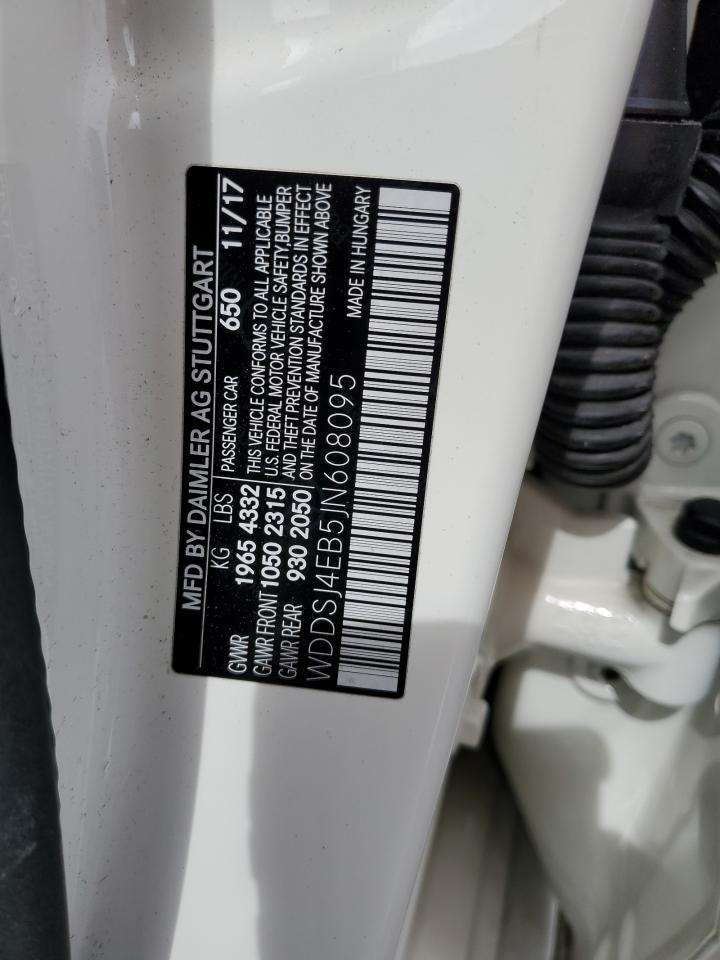 MFD BY DAIMLER AG STUTTGART
KG LBS PASSENGER CAR 650 11/17
GWWR 1965 4332 THIS VEHICLE CONFORMS TO ALL APPLICABLE
GAWR FRONT 1050 2315 U.S. FEDERAL MOTOR VEHICLE SAFETY,BUMPER
GAWR REAR 930 2050 AND THEFT PREVENTION STANDARDS IN EFFECT
ON THE DATE OF MANUFACTURE SHOWN ABOVE
WDDSJ4EB5JN608095 MADE IN HUNGARY